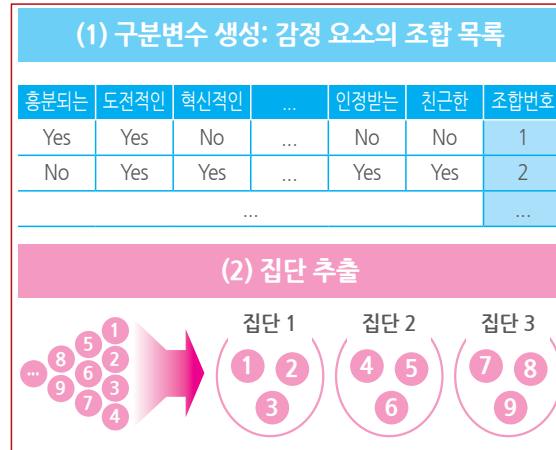 (1) 구분변수 생성: 감정 요소의 조합 목록
흥분되는 도전적인 혁신적인 ... 인정받는 친근한 조합번호
Yes Yes No ... No No 1
No Yes Yes ... Yes Yes 2
... ...
(2) 집단 추출
집단 1 집단 2 집단 3
... 8 9 5 6 7 1 2 3 4
1 2 3
4 5 6
7 8 9